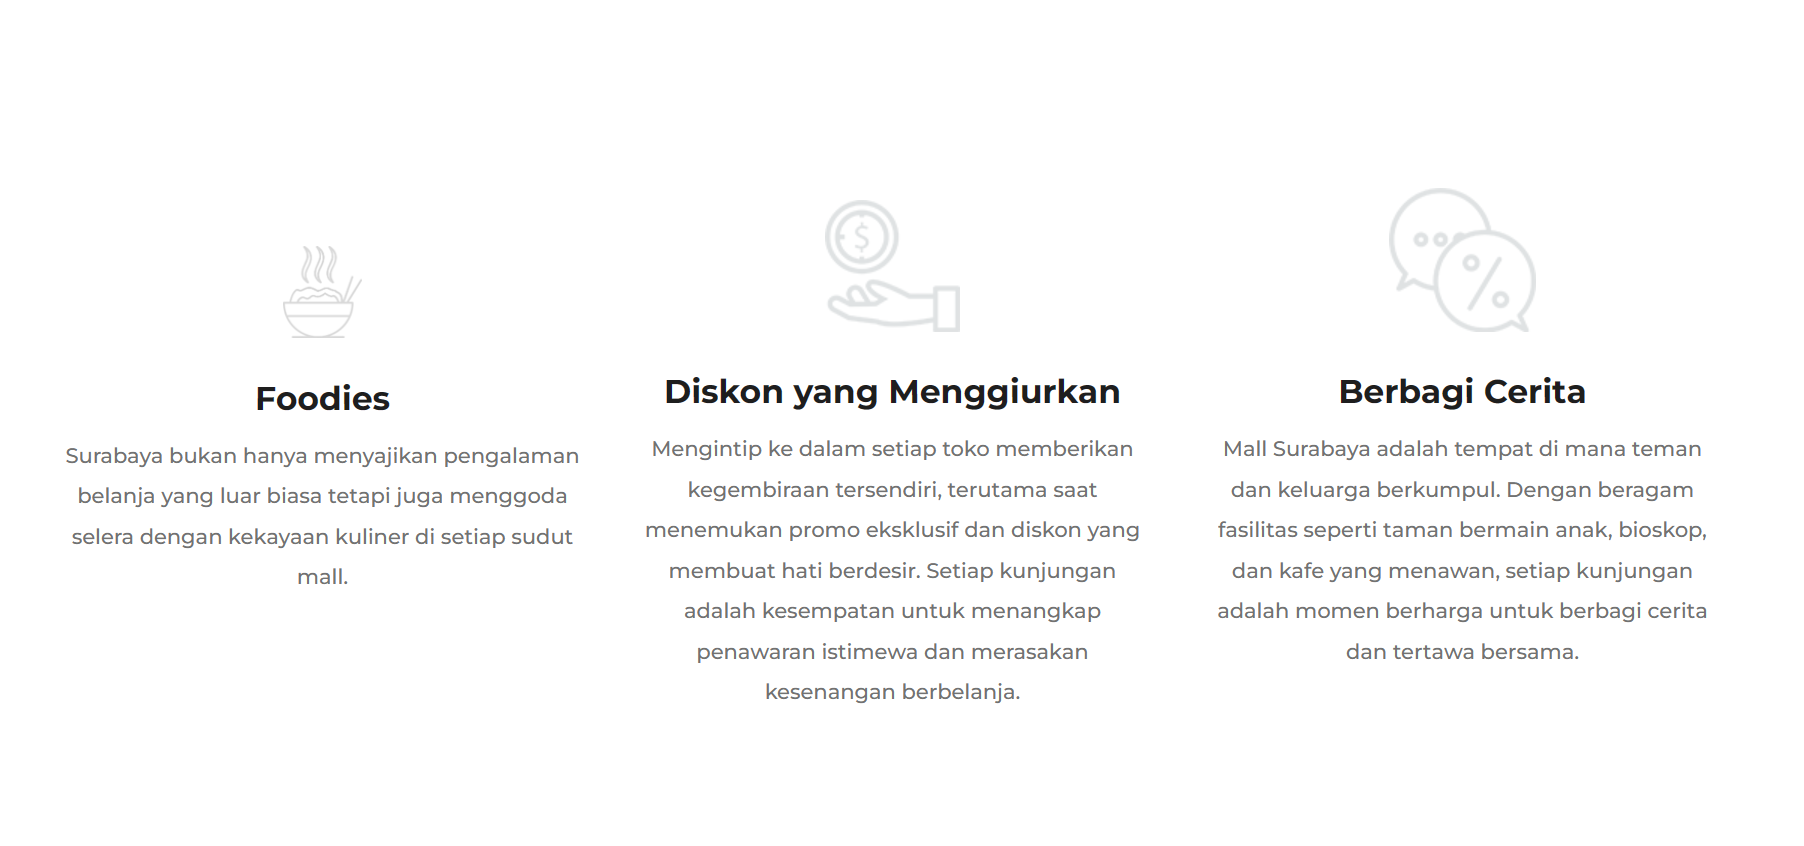 Foodies
Surabaya bukan hanya menyajikan pengalaman
belanja yang luar biasa tetapi juga menggoda
selera dengan kekayaan kuliner di setiap sudut
mall.
Diskon yang Menggiurkan
Mengintip ke dalam setiap toko memberikan
kegembiraan tersendiri, terutama saat
menemukan promo eksklusif dan diskon yang
membuat hati berdesir. Setiap kunjungan
adalah kesempatan untuk menangkap
penawaran istimewa dan merasakan
kesenangan berbelanja.
Berbagi Cerita
Mall Surabaya adalah tempat di mana teman
dan keluarga berkumpul. Dengan beragam
fasilitas seperti taman bermain anak, bioskop,
dan kafe yang menawan, setiap kunjungan
adalah momen berharga untuk berbagi cerita
dan tertawa bersama.